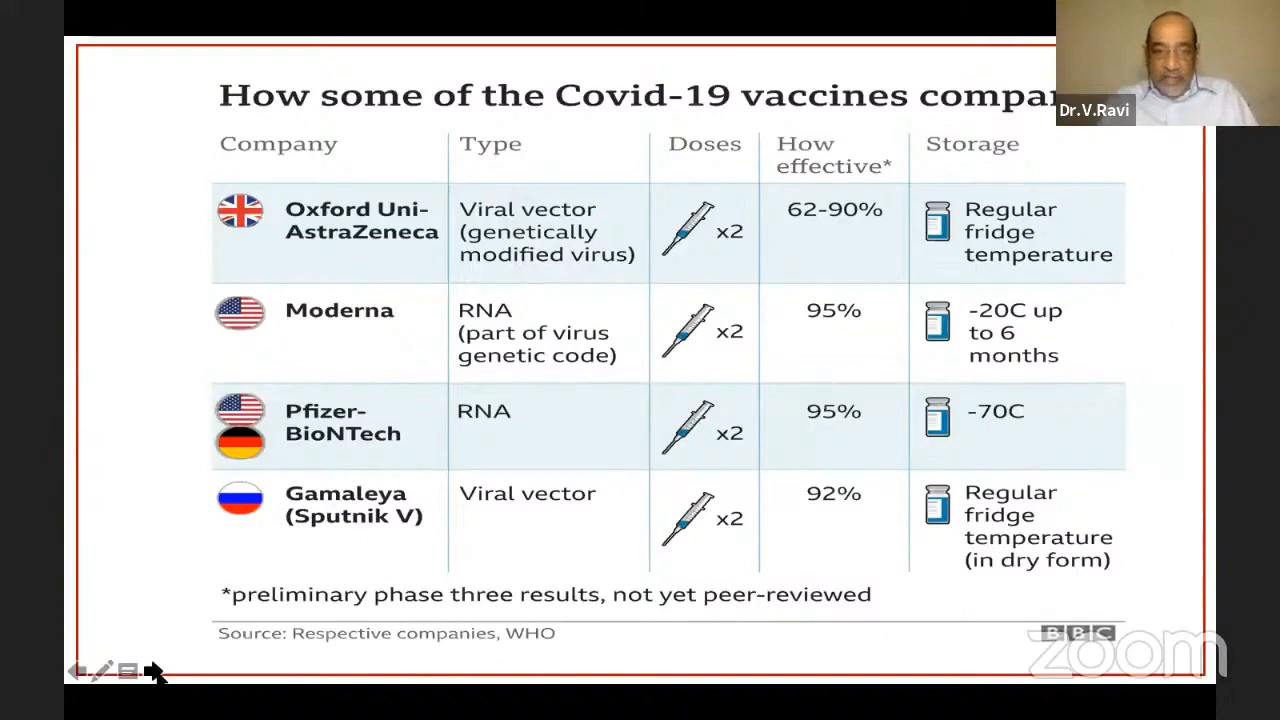 How some of the Covid-19 vaccines compa
Dr.V.Ravi
Company Type Doses How effective* Storage
Oxford Uni-
AstraZeneca
Viral vector
(genetically
modified virus)
x2
62-90%
Regular
fridge
temperature
Moderna
RNA
(part of virus
genetic code)
x2
95%
-20C up
to 6
months
Pfizer-
BioNTech
RNA
x2
95%
-70C
Gamaleya
(Sputnik V)
Viral vector
x2
92%
Regular
fridge
temperature
(in dry form)
*preliminary phase three results, not yet peer-reviewed
Source: Respective companies, WHO
BBC
zoom